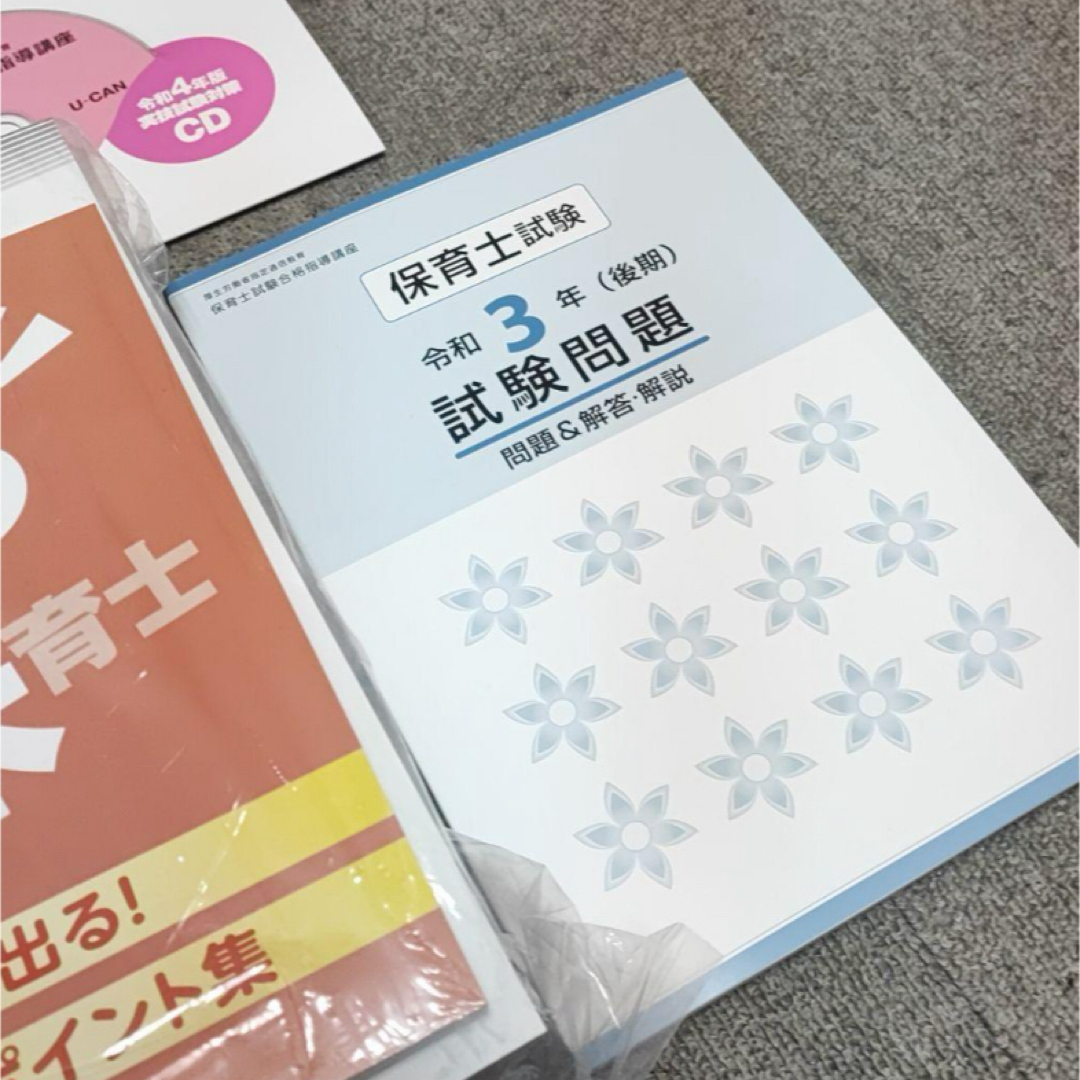 指導講座
U-CAN
令和4年版
実技試験対策
CD
厚生労働省指定通信教育
保育士試験合格指導講座
保育士試験
令和3年(後期)
試験問題
問題&解答・解説
育士
出る!
ポイント集